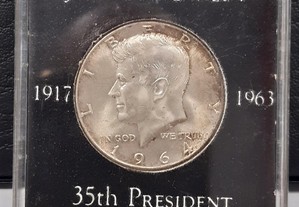 LIBERTY
1917 1963
IN GOD WE TRUST
1964
35th PRESIDENT